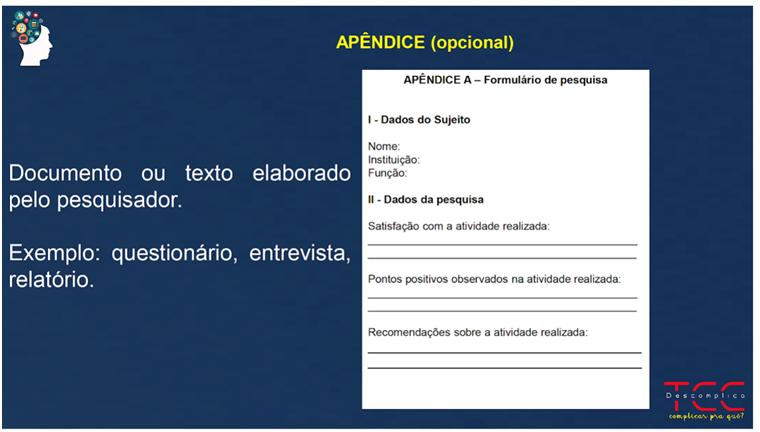 APÊNDICE (opcional)
Documento ou texto elaborado
pelo pesquisador.
Exemplo: questionário, entrevista,
relatório.
APÊNDICE A – Formulário de pesquisa
I - Dados do Sujeito
Nome:
Instituição:
Função:
II - Dados da pesquisa
Satisfação com a atividade realizada:
Pontos positivos observados na atividade realizada:
Recomendações sobre a atividade realizada:
TCC
Descomplica
complicar pra quê?